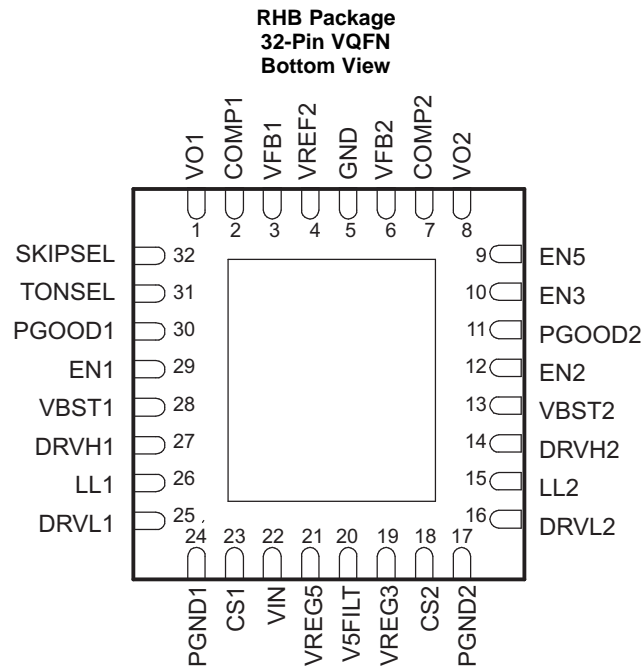 RHB Package
32-Pin VQFN
Bottom View
VO1
COMP1
VFB1
VREF2
GND
VFB2
COMP2
VO2
1 2 3 4 5 6 7 8
SKIPSEL 32
TONSEL 31
PGOOD1 30
EN1 29
VBST1 28
DRVH1 27
LL1 26
DRVL1 25
9 EN5
10 EN3
11 PGOOD2
12 EN2
13 VBST2
14 DRVH2
15 LL2
16 DRVL2
24 23 22 21 20 19 18 17
PGND1
CS1
VIN
VREG5
V5FILT
VREG3
CS2
PGND2